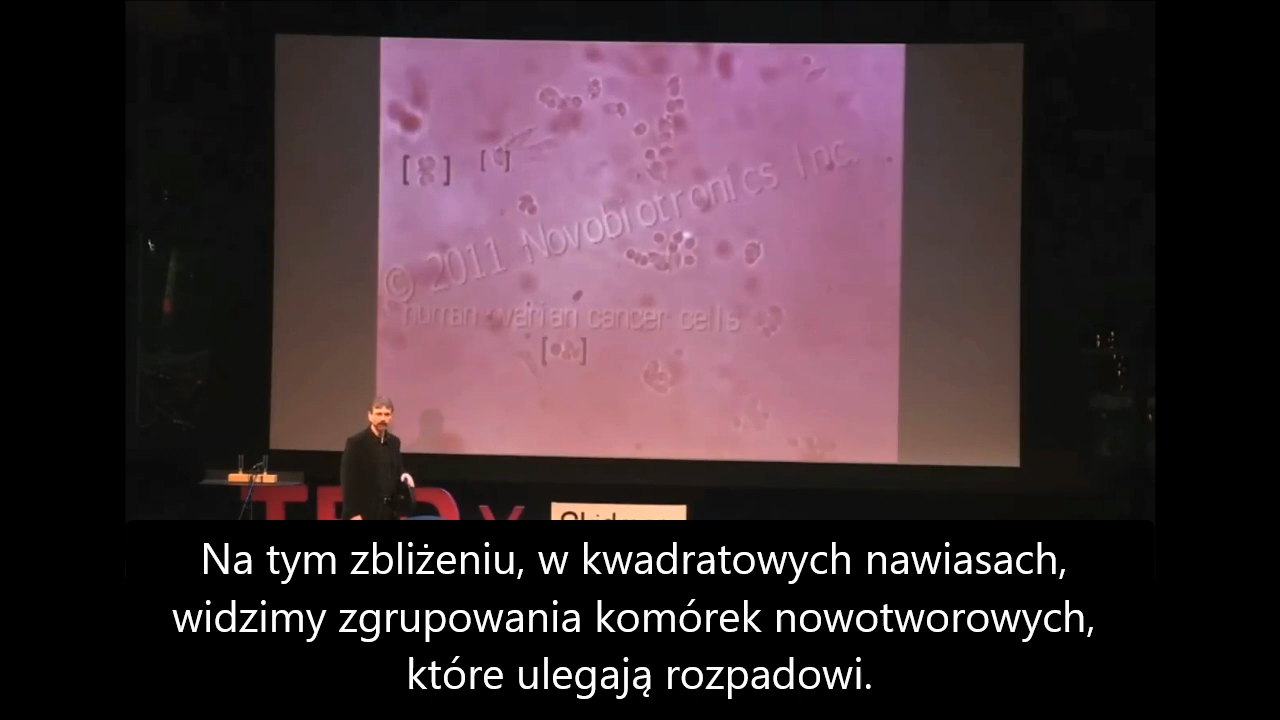 [ ] [ ]
© 2011 Novobiotronics Inc.
human ovarian cancer cells
[ ]
TEDx
Na tym zbliżeniu, w kwadratowych nawiasach,
widzimy zgrupowania komórek nowotworowych,
które ulegają rozpadowi.